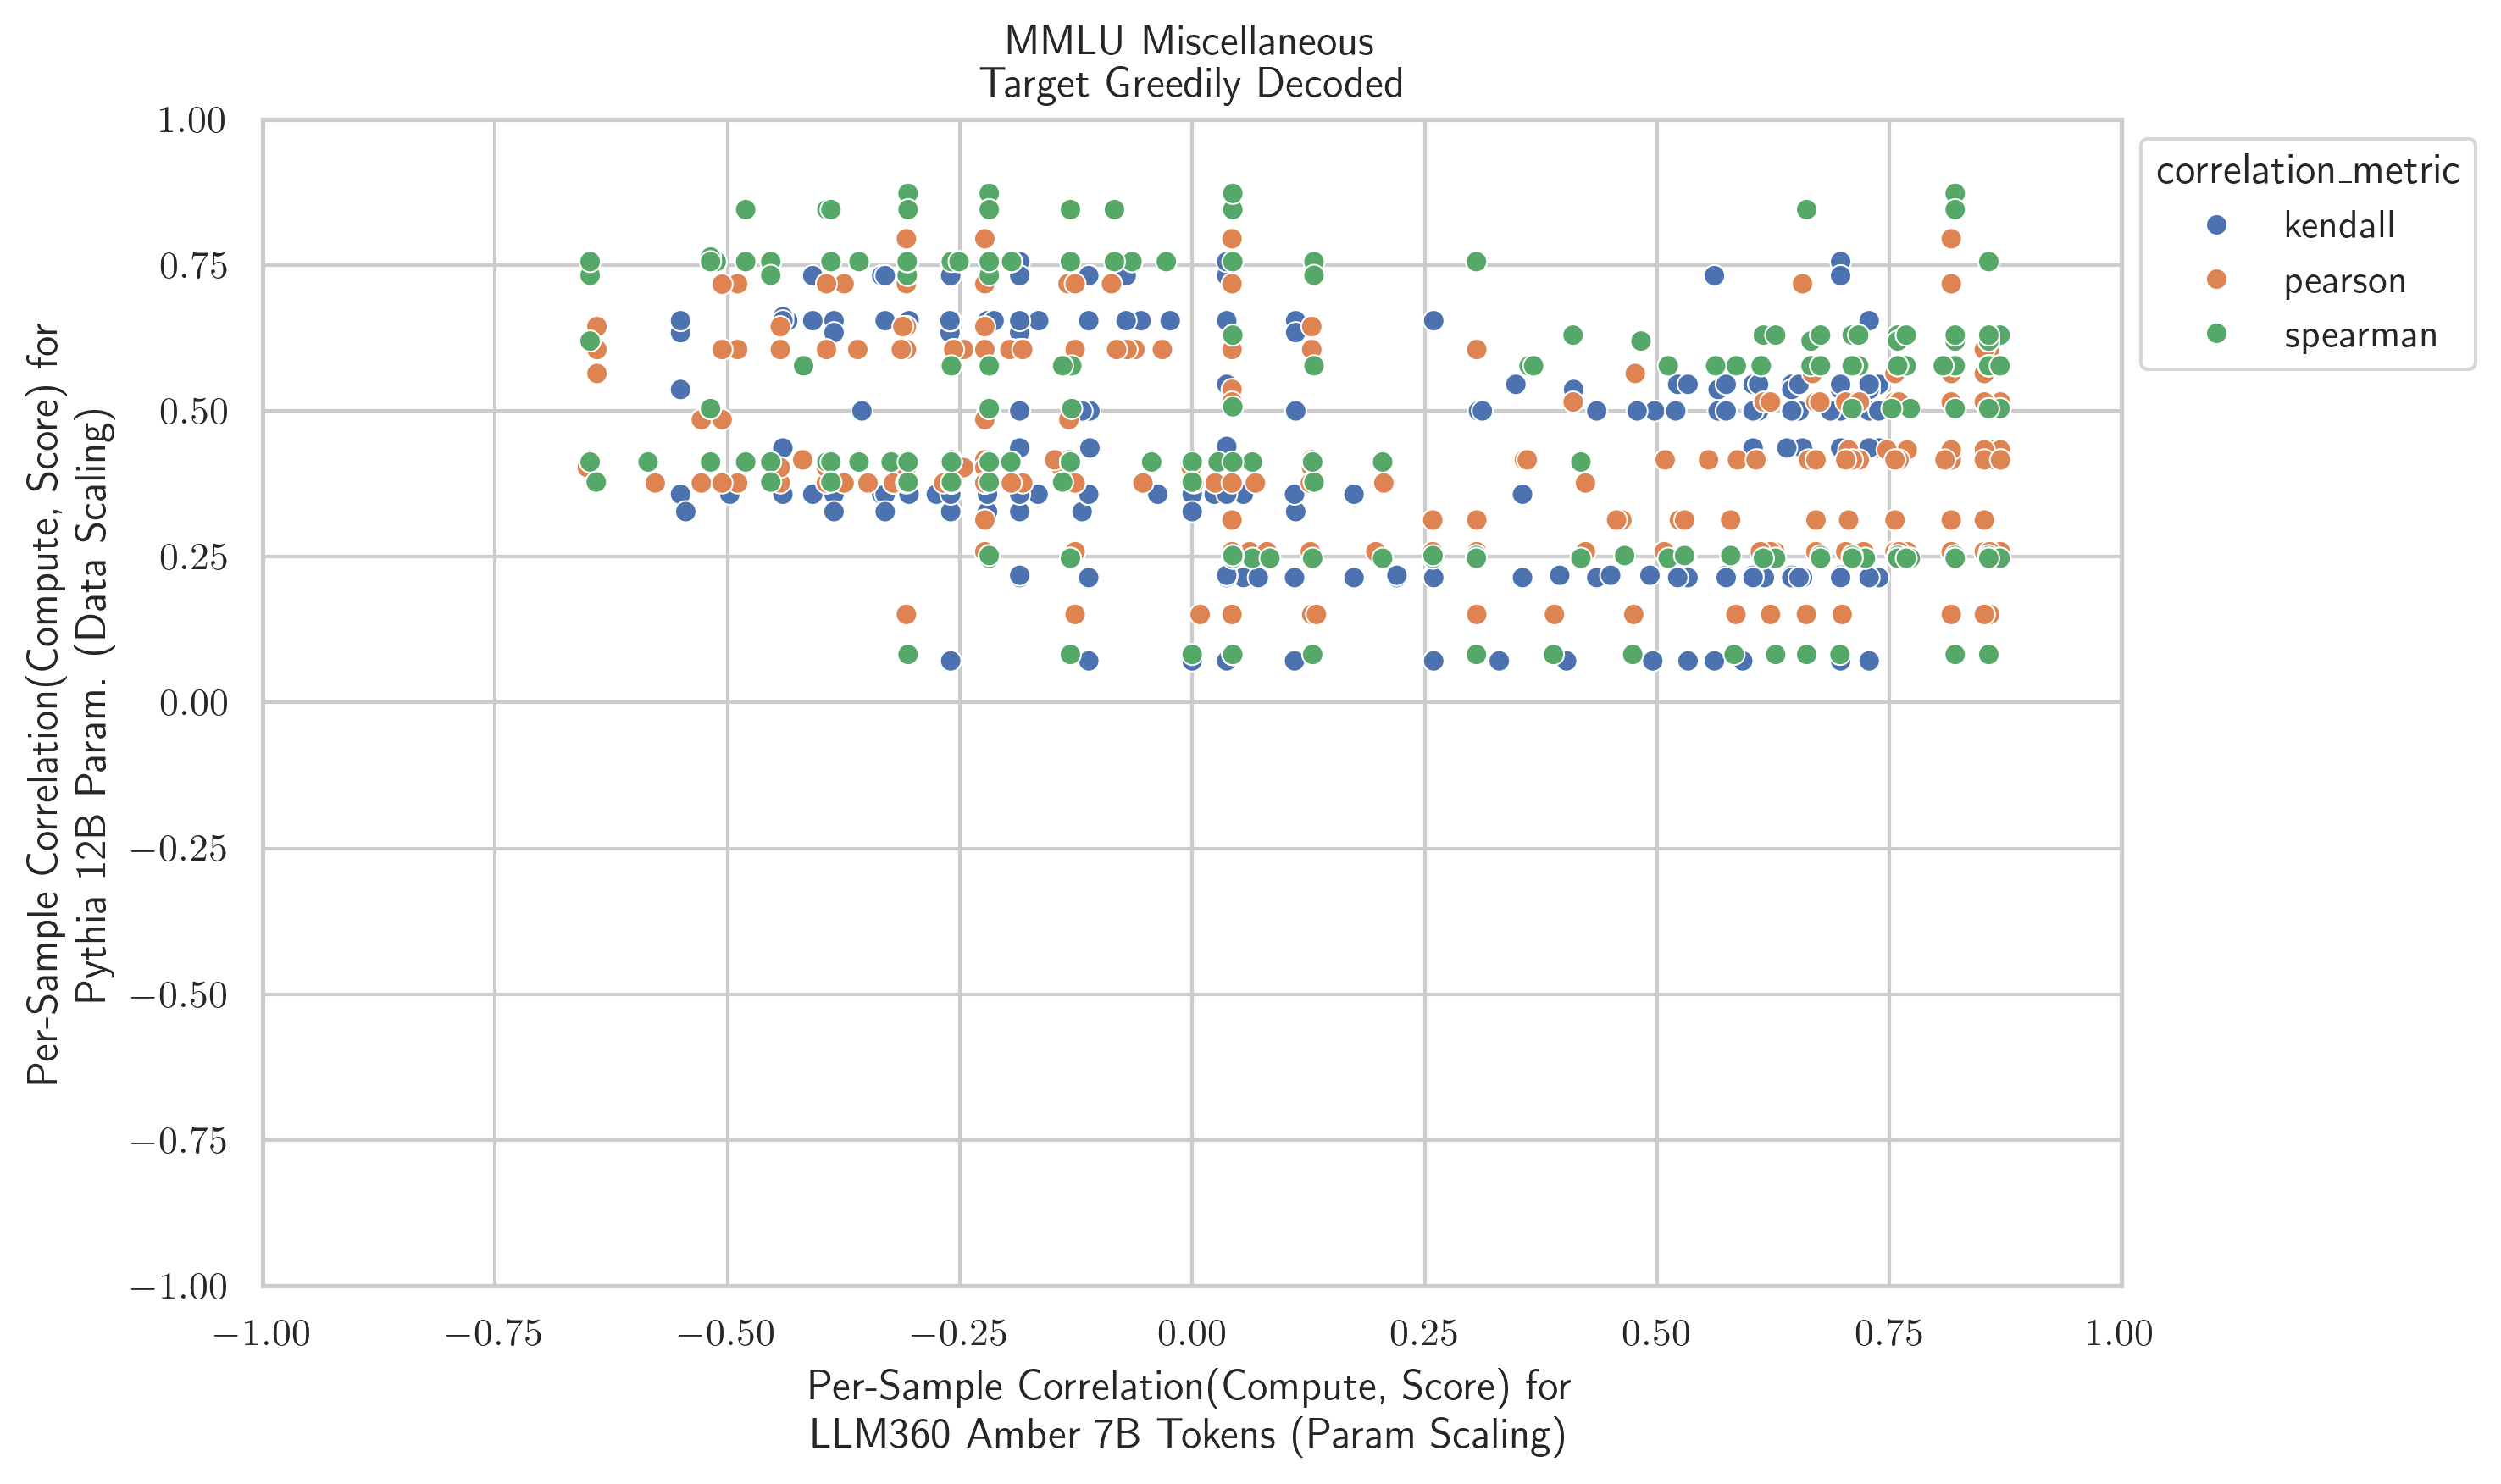 MMLU Miscellaneous
Target Greedily Decoded
Per-Sample Correlation(Compute, Score) for
Pythia 12B Param. (Data Scaling)
1.00
0.75
0.50
0.25
0.00
−0.25
−0.50
−0.75
−1.00
−1.00 −0.75 −0.50 −0.25 0.00 0.25 0.50 0.75 1.00
Per-Sample Correlation(Compute, Score) for
LLM360 Amber 7B Tokens (Param Scaling)
correlation_metric
kendall
pearson
spearman